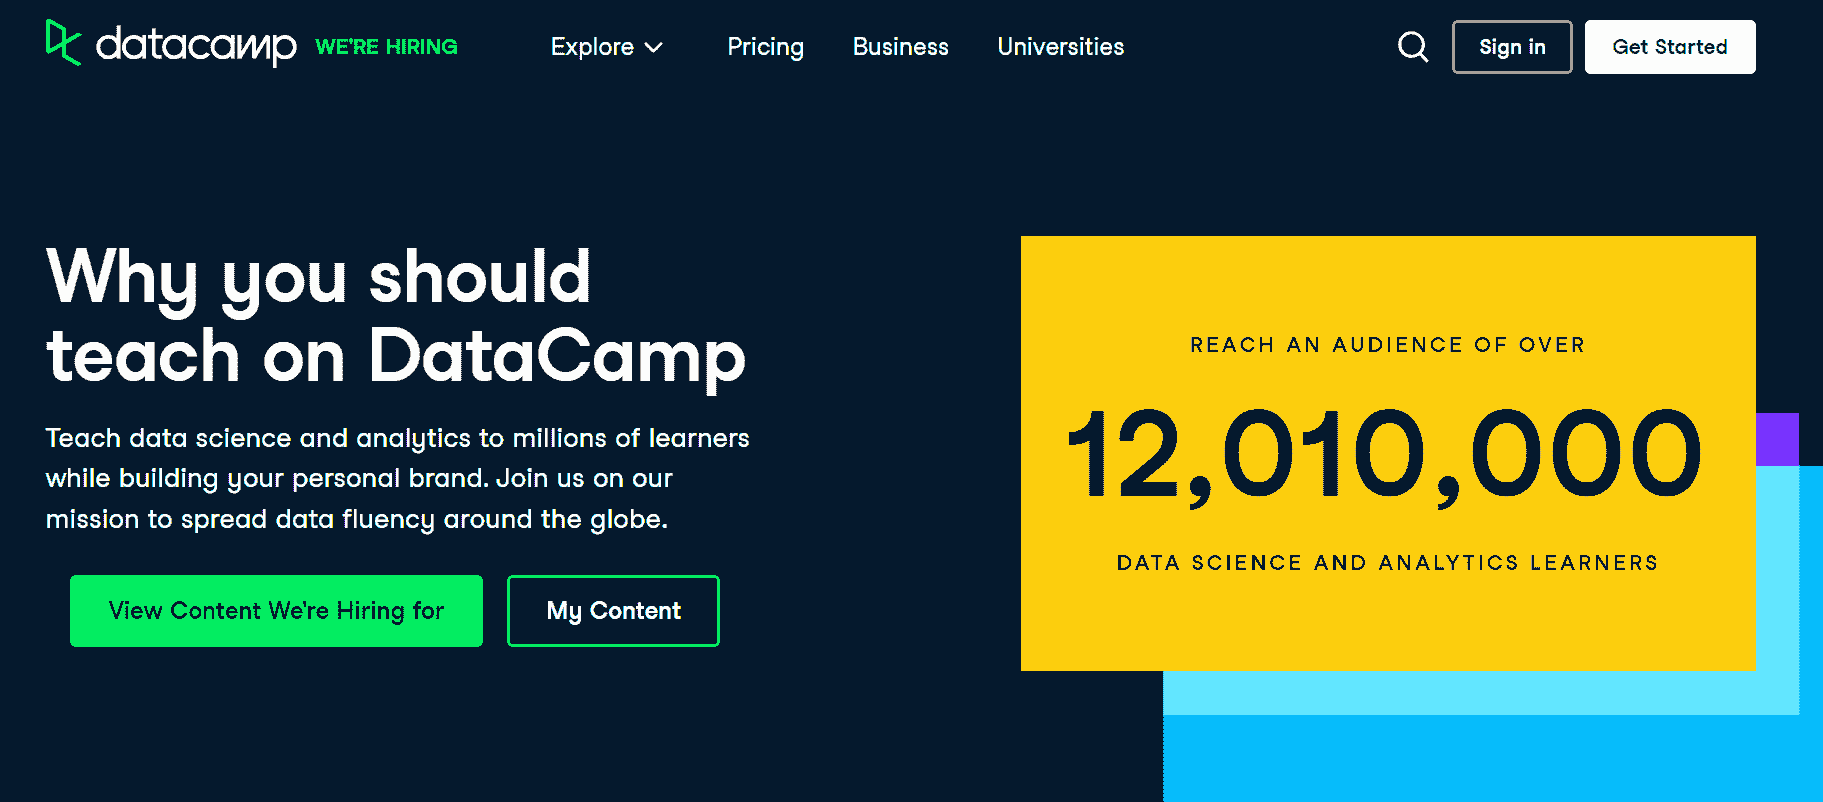 datacamp WE'RE HIRING Explore Pricing Business Universities Sign in Get Started
Why you should
teach on DataCamp
Teach data science and analytics to millions of learners
while building your personal brand. Join us on our
mission to spread data fluency around the globe.
View Content We're Hiring for My Content
REACH AN AUDIENCE OF OVER
12,010,000
DATA SCIENCE AND ANALYTICS LEARNERS